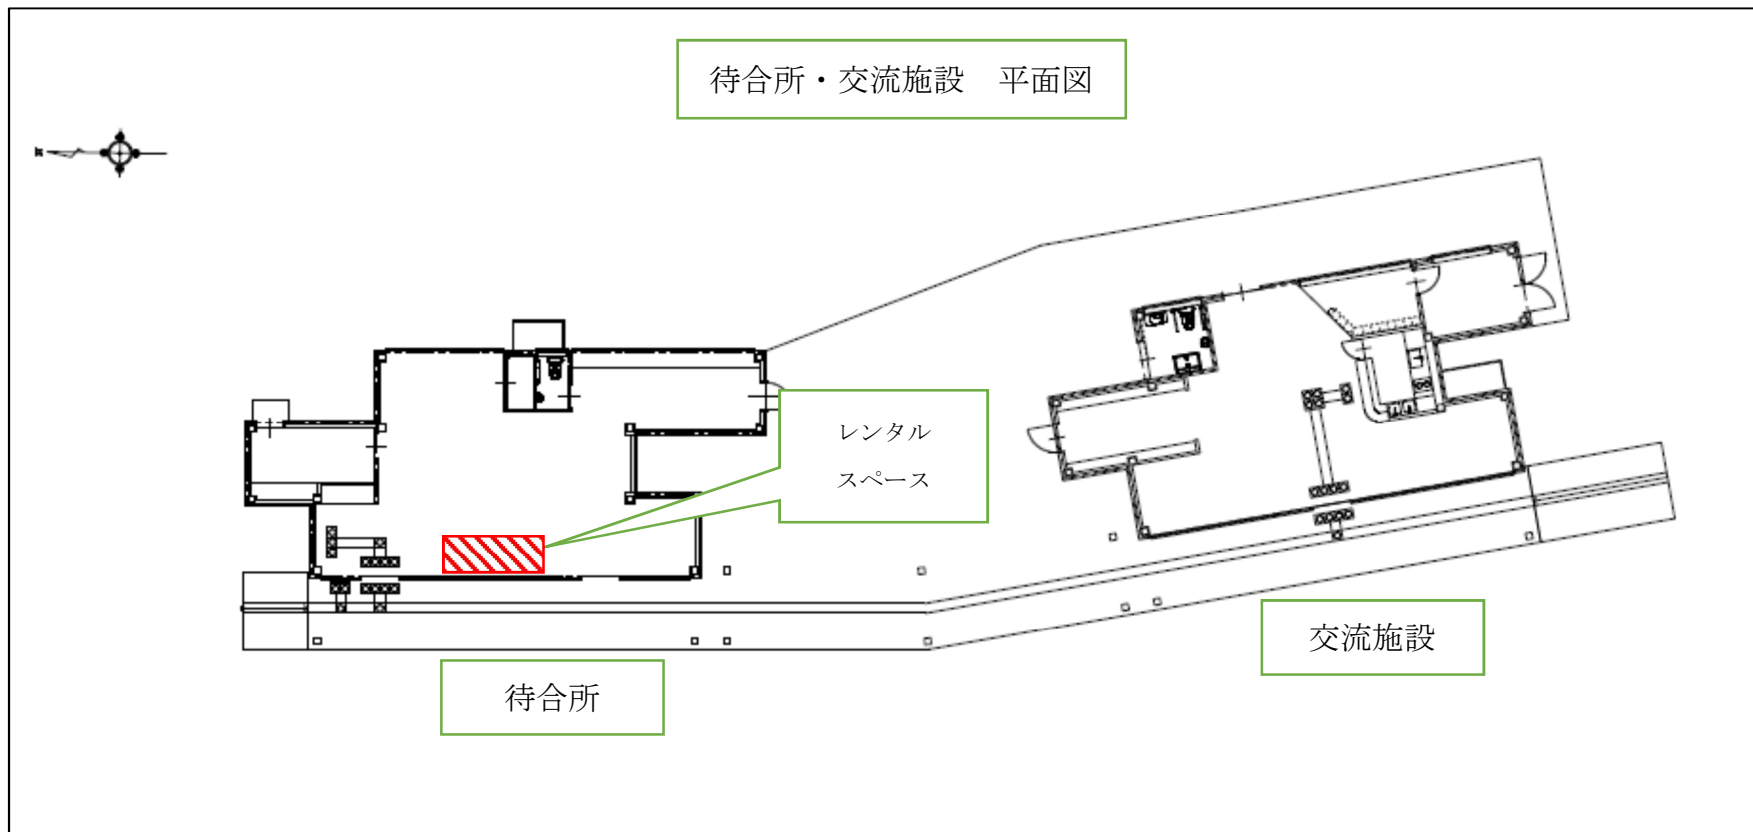 待合所・交流施設　平面図
N
レンタル
スペース
交流施設
待合所